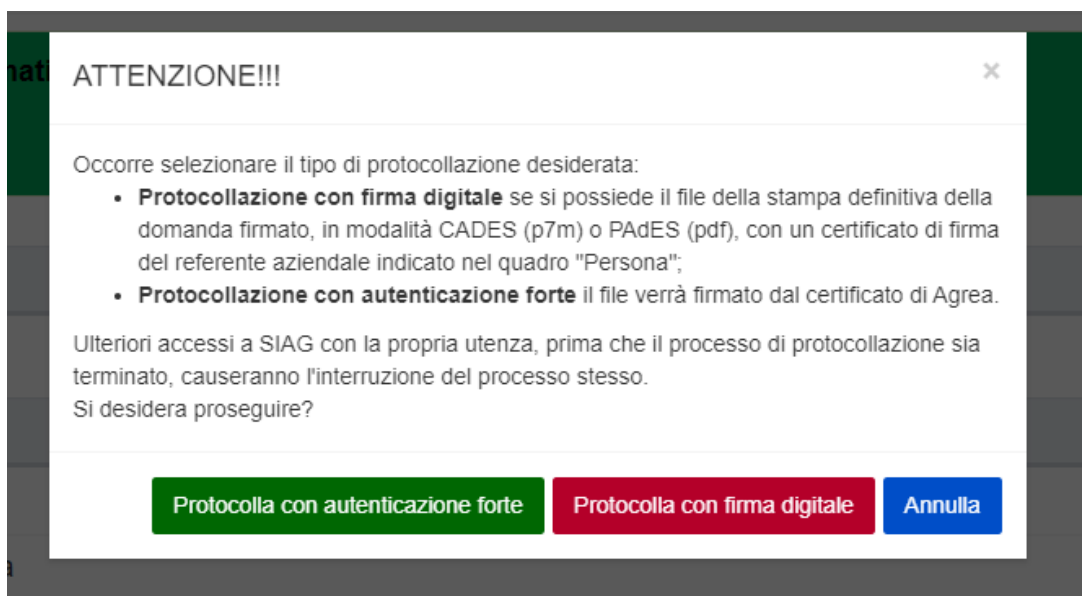 ATTENZIONE!!!
×
Occorre selezionare il tipo di protocollazione desiderata:
• Protocollazione con firma digitale se si possiede il file della stampa definitiva della
domanda firmato, in modalità CADES (p7m) o PAdES (pdf), con un certificato di firma
del referente aziendale indicato nel quadro "Persona";
• Protocollazione con autenticazione forte il file verrà firmato dal certificato di Agrea.
Ulteriori accessi a SIAG con la propria utenza, prima che il processo di protocollazione sia
terminato, causeranno l'interruzione del processo stesso.
Si desidera proseguire?
Protocolla con autenticazione forte
Protocolla con firma digitale
Annulla